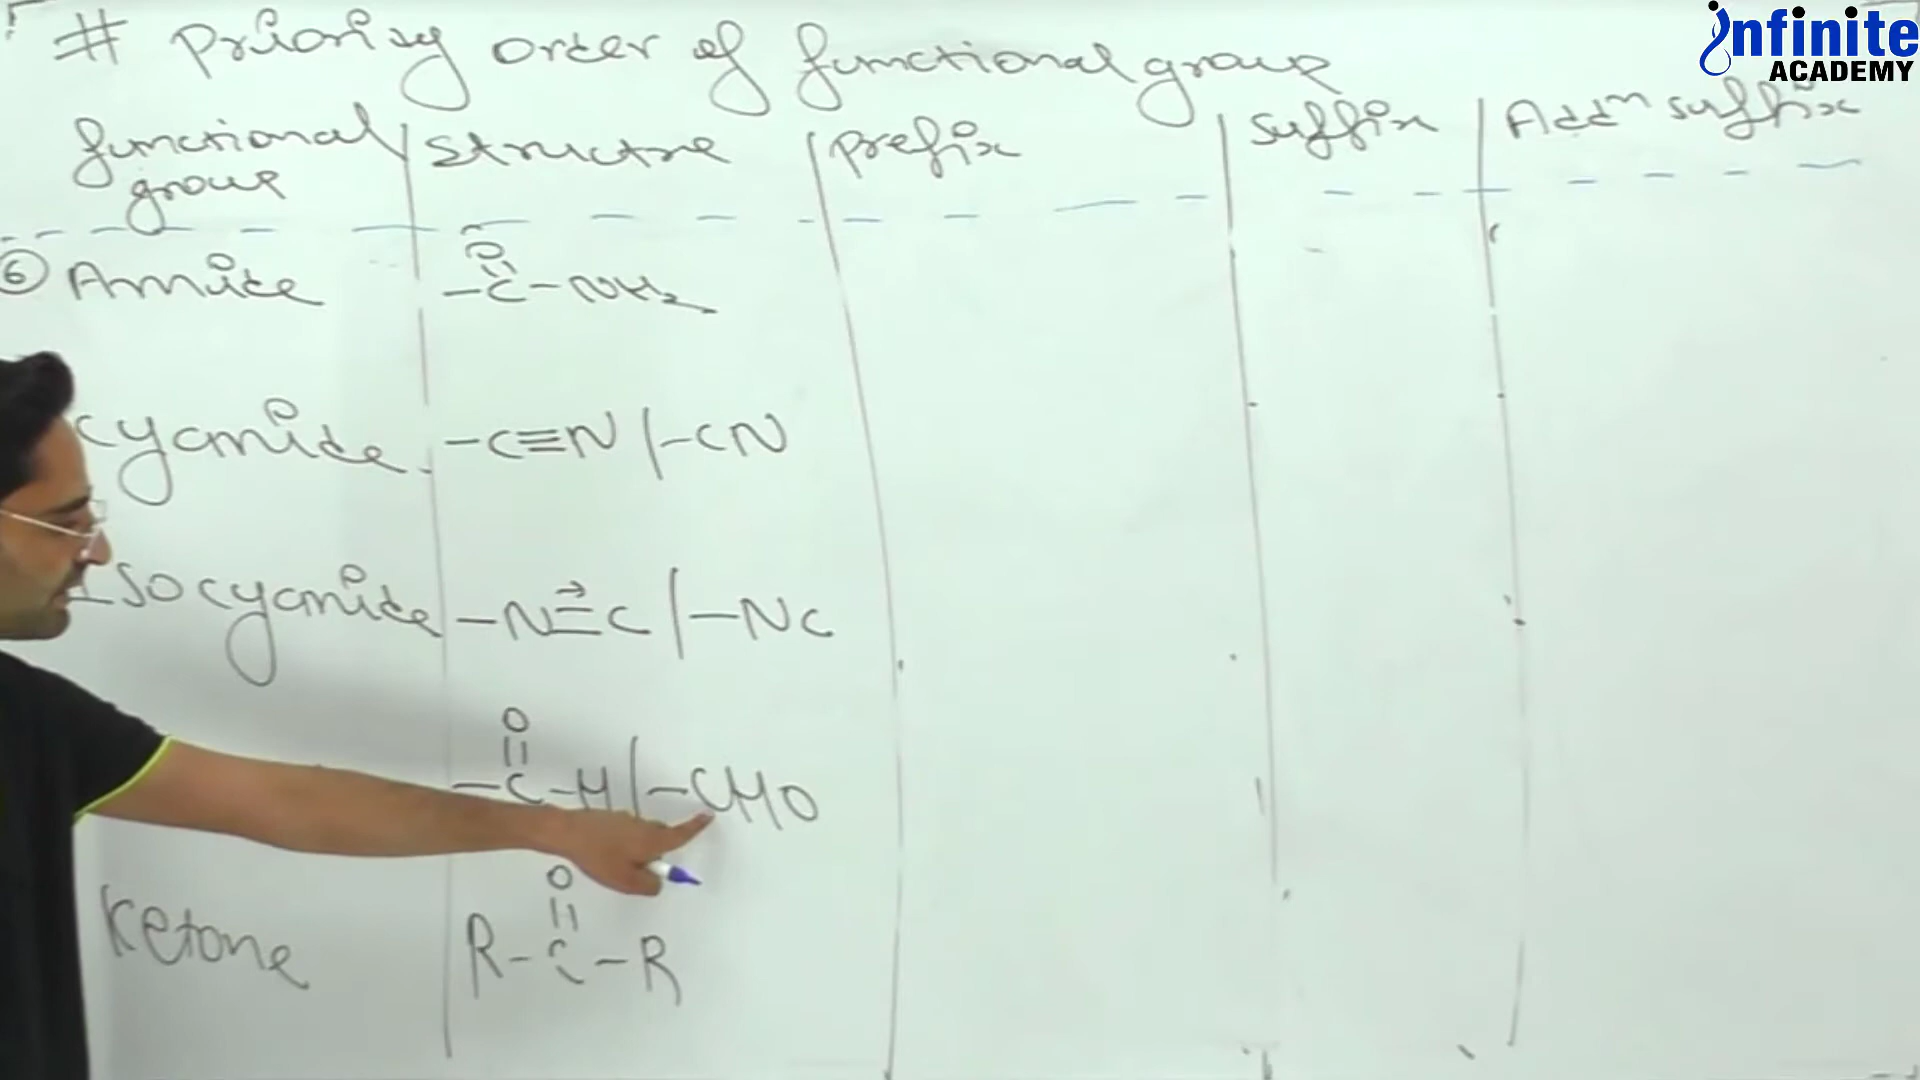 infinite
ACADEMY
# Priority order of functional group
functional group | Structure | Prefix | Suffix | Addn suffix
⑥ Amide
O
||
-C-NH2
cyanide -C≡N / -CN
Isocyanide -N≡C / -NC
O
||
-C-H / -CHO
Ketone
O
||
R-C-R